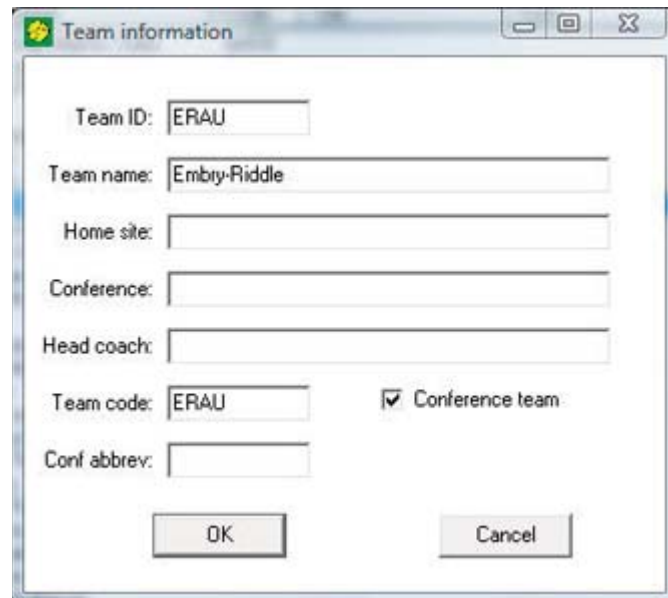 Team information
Team ID: ERAU
Team name: Embry-Riddle
Home site:
Conference:
Head coach:
Team code: ERAU Conference team
Conf abbrev:
OK Cancel